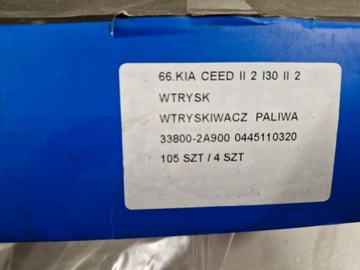 66.KIA CEED II 2 I30 II 2
WTRYSK
WTRYSKIWACZ PALIWA
33800-2A900 0445110320
105 SZT / 4 SZT